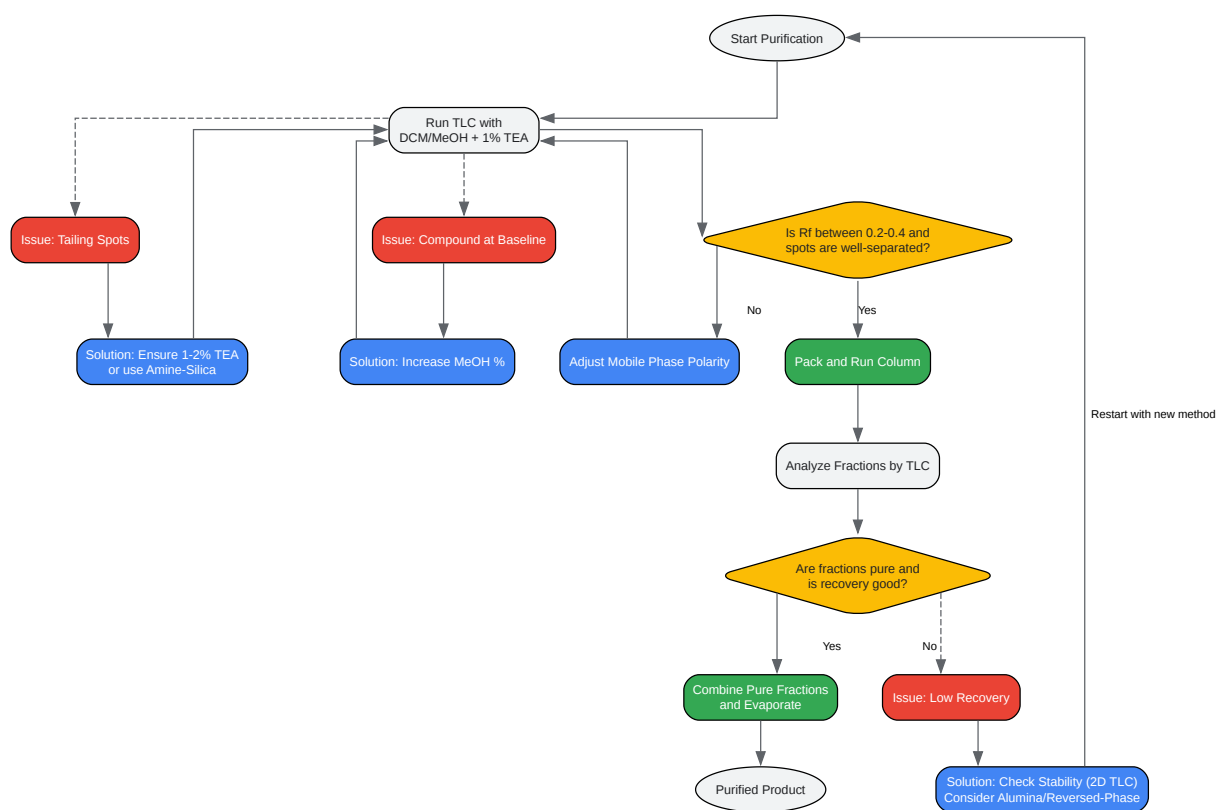 Start Purification
Run TLC with
DCM/MeOH + 1% TEA
Issue: Tailing Spots
Issue: Compound at Baseline
Is Rf between 0.2-0.4 and
spots are well-separated?
No
Yes
Solution: Ensure 1-2% TEA
or use Amine-Silica
Solution: Increase MeOH %
Adjust Mobile Phase Polarity
Pack and Run Column
Restart with new method
Analyze Fractions by TLC
Are fractions pure and
is recovery good?
Yes
No
Combine Pure Fractions
and Evaporate
Issue: Low Recovery
Purified Product
Solution: Check Stability (2D TLC)
Consider Alumina/Reversed-Phase